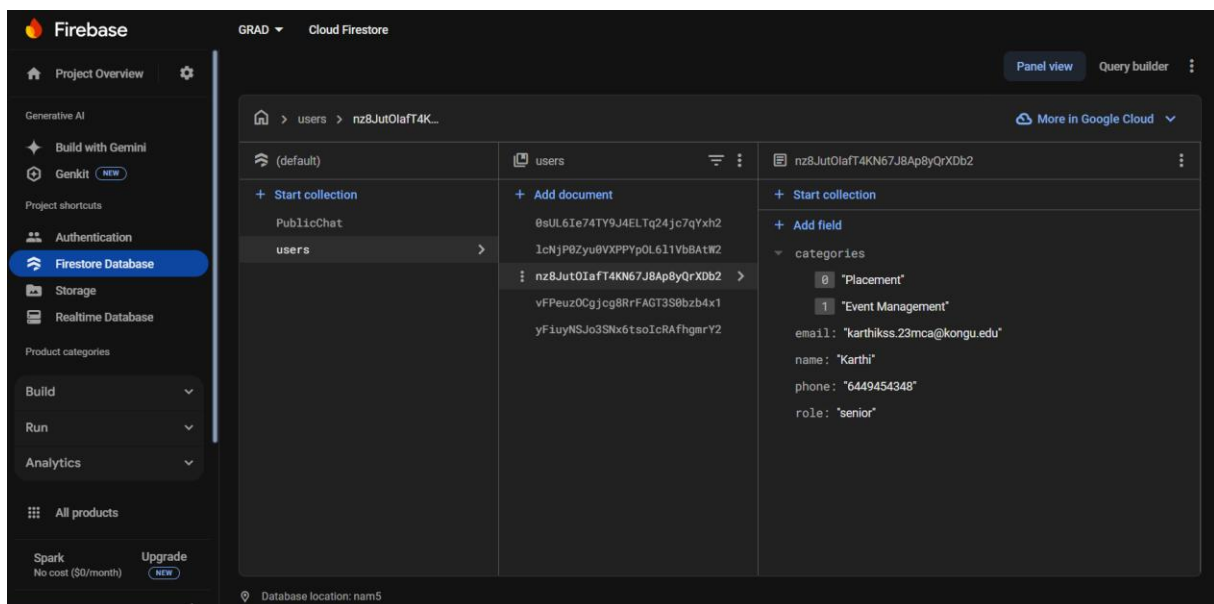 Firebase
GRAD
Cloud Firestore
Project Overview
Panel view
Query builder
Generative AI
Build with Gemini
Genkit NEW
Project shortcuts
Authentication
Firestore Database
Storage
Realtime Database
Product categories
Build
Run
Analytics
All products
Spark
No cost ($0/month)
Upgrade
NEW
> users > nz8JutOIafT4K...
More in Google Cloud
(default)
+ Start collection
PublicChat
users
users
+ Add document
0sUL6Ie74TY9J4ELTq24jc7qYxh2
lcNjP0Zyu0VXPPYpOL6l1VbBAtW2
nz8JutOIafT4KN67J8Ap8yQrXDb2
vFPeuzOCgjcg8RrFAGT3S0bzb4x1
yFiuyNSJo3SNx6tsoIcRAfhgmrY2
nz8JutOIafT4KN67J8Ap8yQrXDb2
+ Start collection
+ Add field
categories
0 "Placement"
1 "Event Management"
email: "karthikss.23mca@kongu.edu"
name: "Karthi"
phone: "6449454348"
role: "senior"
Database location: nam5